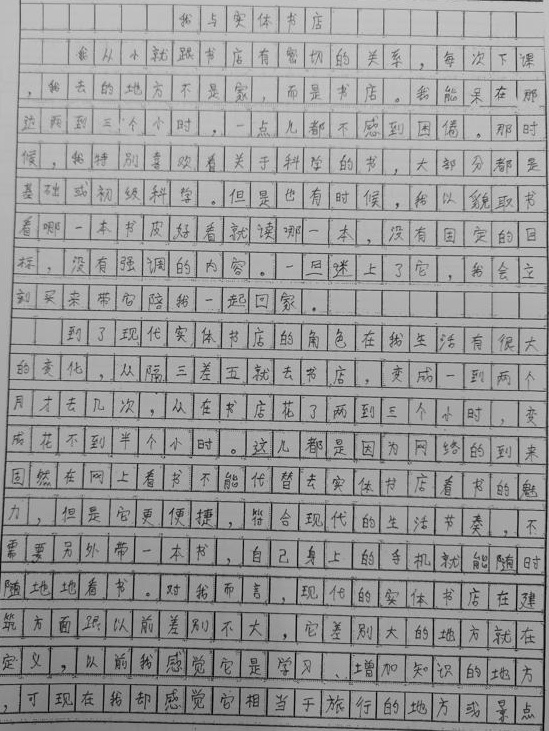 我与实体书店
我从小就跟书店有密切的关系，每次下课
，我去的地方不是家，而是书店。我能呆在那
边两到三个小时，一点儿都不感到困倦。那时
候，我特别喜欢看关于科学的书，大部分都是
基础或初级科学。但是也有时候，我以貌取书
看哪一本书皮好看就读哪一本，没有固定的目
标，没有强调的内容。一旦迷上了它，我会立
刻买来带它陪我一起回家。
到了现代实体书店的角色在我生活有很大
的变化，从隔三差五就去书店，变成一到两个
月才去几次，从在书店花了两到三个小时，变
成花不到半个小时。这儿都是因为网络的到来
固然在网上看书不能代替去实体书店看书的魅
力，但是它更便捷，符合现代的生活节奏，不
需要另外带一本书，自己身上的手机就能随时
随地地看书。对我而言，现代的实体书店在建
筑方面跟以前差别不大，它差别大的地方就在
定义，以前我感觉它是学习、增加知识的地方
，可现在我却感觉它相当于旅行的地方或景点